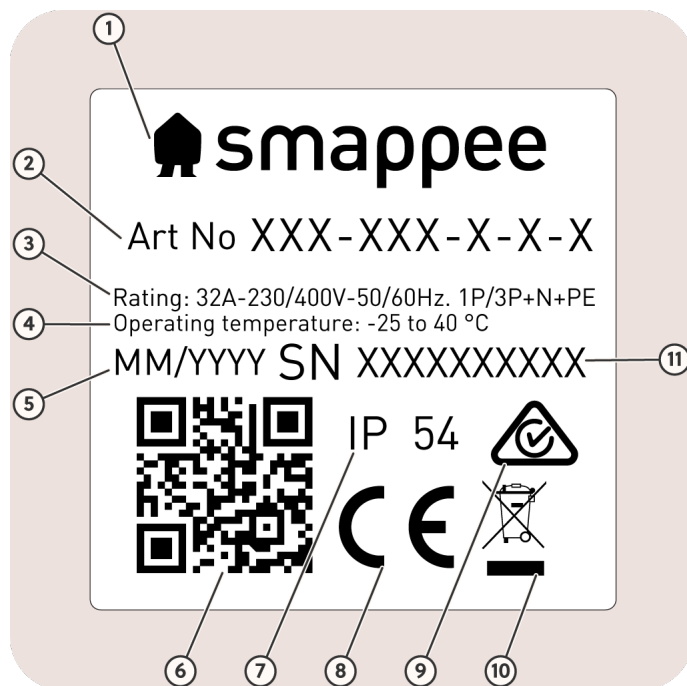 1
smappee
2
Art No XXX-XXX-X-X-X
3
Rating: 32A-230/400V-50/60Hz. 1P/3P+N+PE
4
Operating temperature: -25 to 40 °C
MM/YYYY SN XXXXXXXXXX
11
5
IP 54
CE
6 7 8 9 10